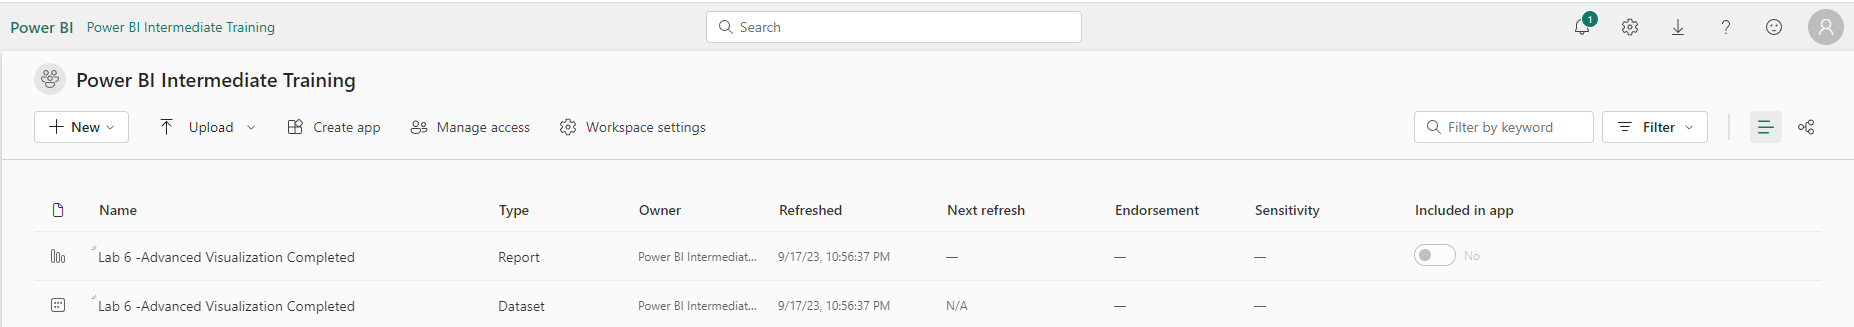 Power BI Power BI Intermediate Training Search 1
Power BI Intermediate Training
New Upload Create app Manage access Workspace settings Filter by keyword Filter
Name Type Owner Refreshed Next refresh Endorsement Sensitivity Included in app
Lab 6 -Advanced Visualization Completed Report Power BI Intermediat... 9/17/23, 10:56:37 PM — — — No
Lab 6 -Advanced Visualization Completed Dataset Power BI Intermediat... 9/17/23, 10:56:37 PM N/A — —